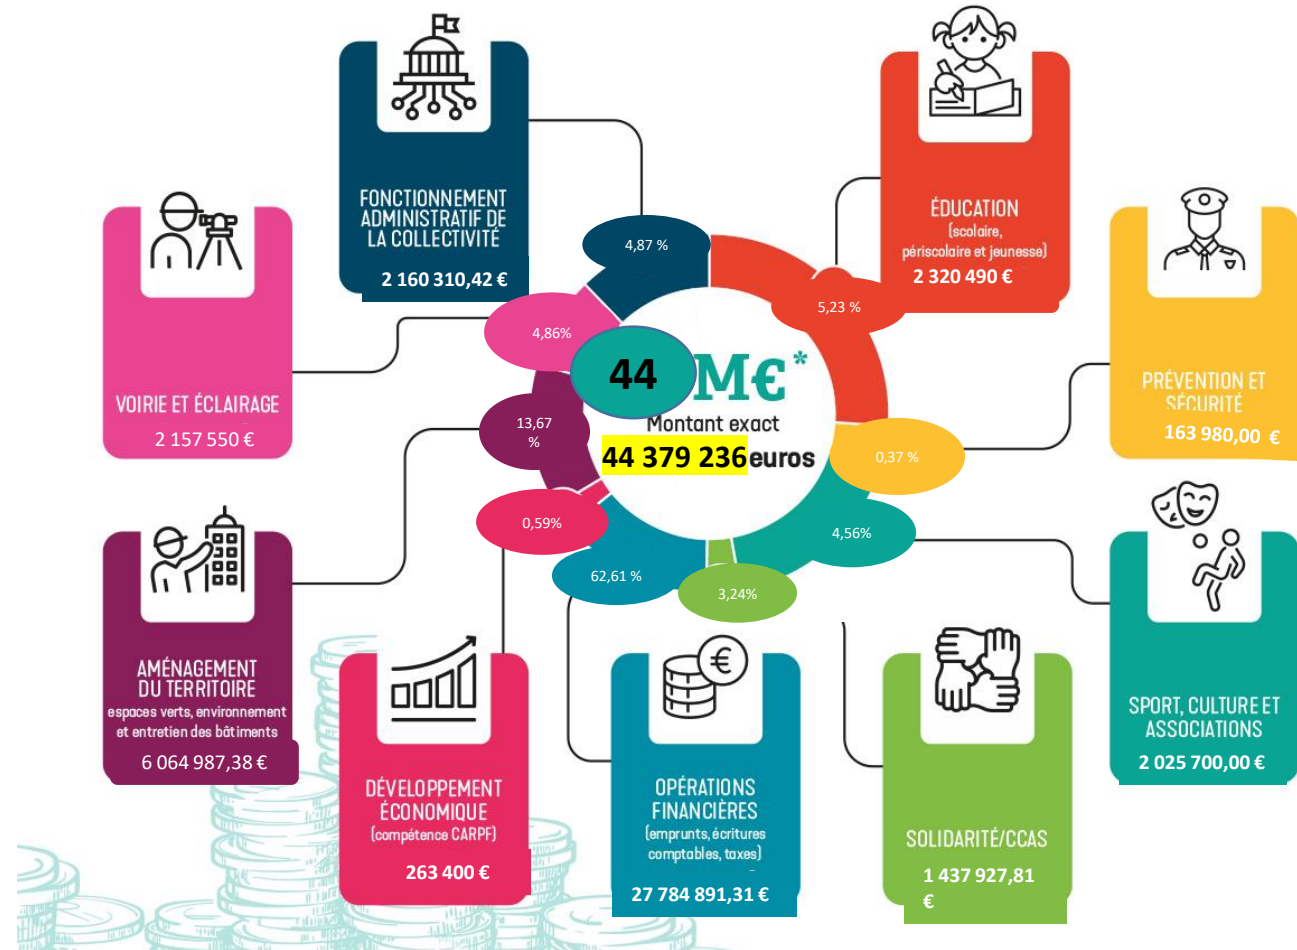 FONCTIONNEMENT
ADMINISTRATIF DE
LA COLLECTIVITÉ
2 160 310,42 €
ÉDUCATION
(scolaire,
périscolaire et jeunesse)
2 320 490 €
VOIRIE ET ÉCLAIRAGE
2 157 550 €
PRÉVENTION ET
SÉCURITÉ
163 980,00 €
4,87 %
5,23 %
4,86%
13,67
%
0,37 %
0,59%
4,56%
62,61 %
3,24%
44 M€*
Montant exact
44 379 236 euros
AMÉNAGEMENT
DU TERRITOIRE
espaces verts, environnement
et entretien des bâtiments
6 064 987,38 €
DÉVELOPPEMENT
ÉCONOMIQUE
(compétence CARPF)
263 400 €
OPÉRATIONS
FINANCIÈRES
(emprunts, écritures
comptables, taxes)
27 784 891,31 €
SOLIDARITÉ/CCAS
1 437 927,81
€
SPORT, CULTURE ET
ASSOCIATIONS
2 025 700,00 €
€